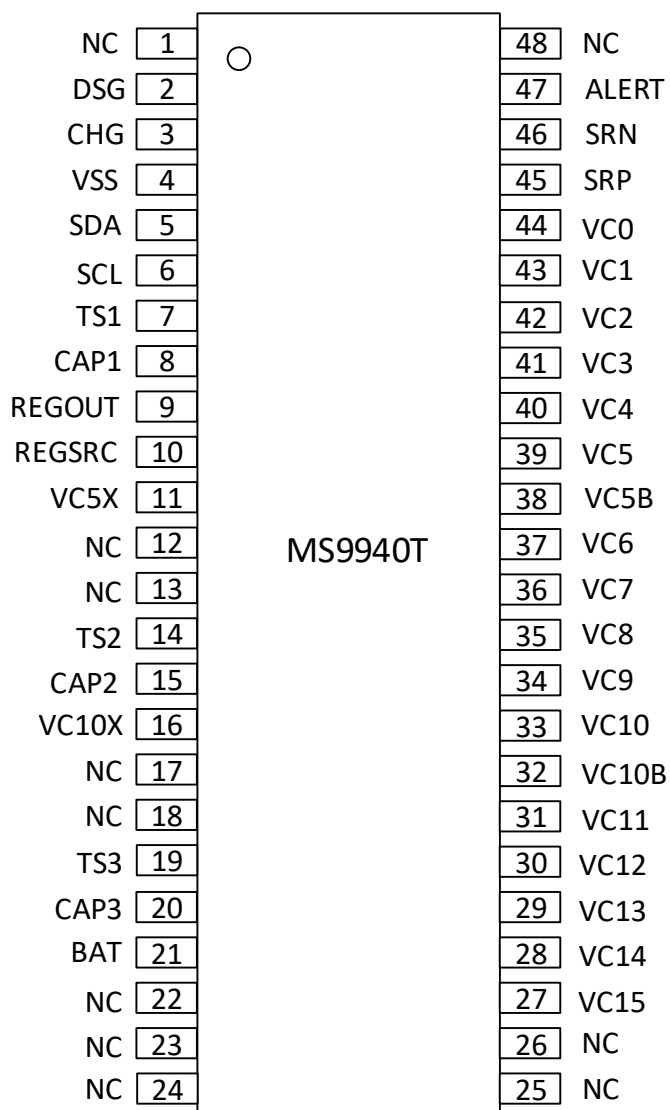 NC 1 48 NC
DSG 2 47 ALERT
CHG 3 46 SRN
VSS 4 45 SRP
SDA 5 44 VC0
SCL 6 43 VC1
TS1 7 42 VC2
CAP1 8 41 VC3
REGOUT 9 40 VC4
REGSRC 10 39 VC5
VC5X 11 38 VC5B
NC 12 MS9940T 37 VC6
NC 13 36 VC7
TS2 14 35 VC8
CAP2 15 34 VC9
VC10X 16 33 VC10
NC 17 32 VC10B
NC 18 31 VC11
TS3 19 30 VC12
CAP3 20 29 VC13
BAT 21 28 VC14
NC 22 27 VC15
NC 23 26 NC
NC 24 25 NC